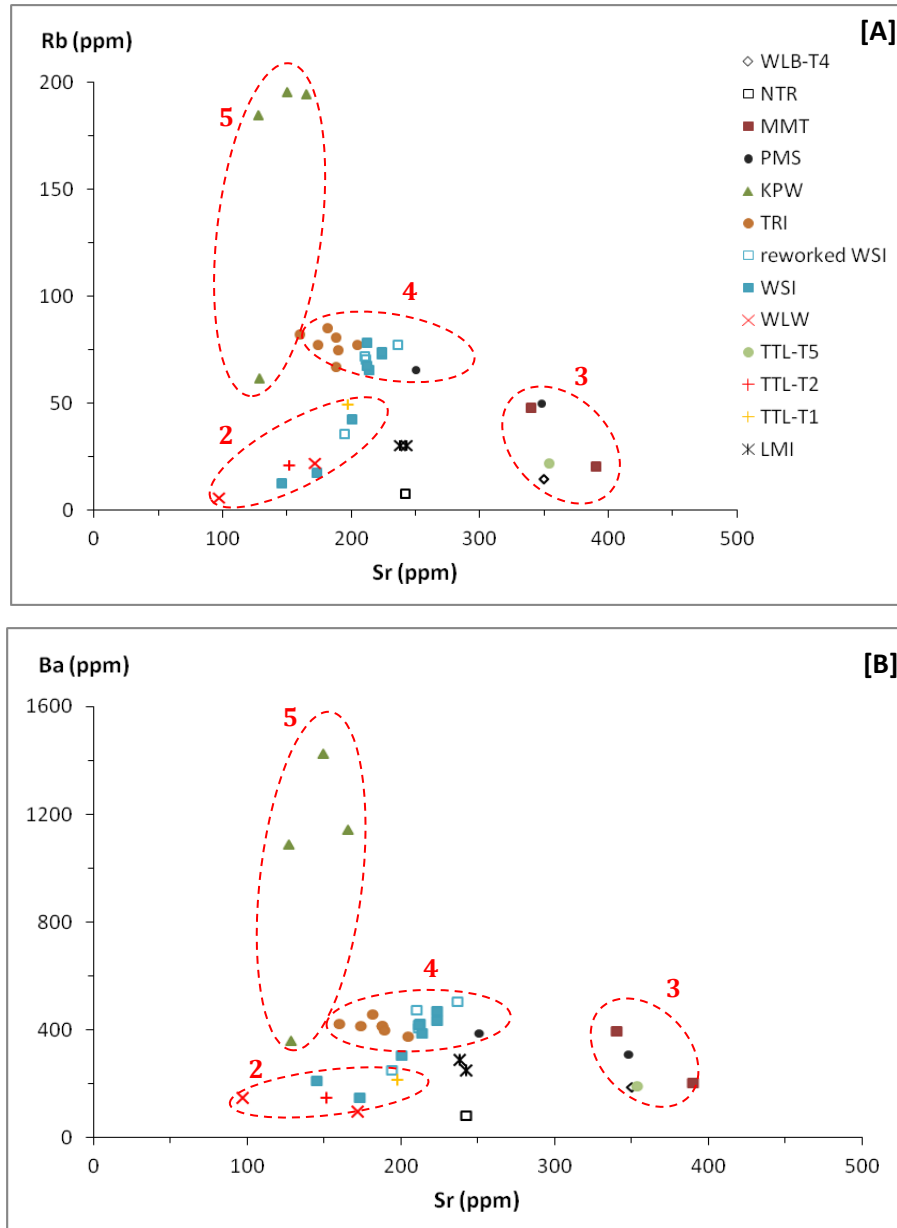 [A]
Rb (ppm)
200
150
100
50
0
0 100 200 300 400 500
Sr (ppm)
5
4
3
2
WLB-T4
NTR
MMT
PMS
KPW
TRI
reworked WSI
WSI
WLW
TTL-T5
TTL-T2
TTL-T1
LMI
[B]
Ba (ppm)
1600
1200
800
400
0
0 100 200 300 400 500
Sr (ppm)
5
4
3
2